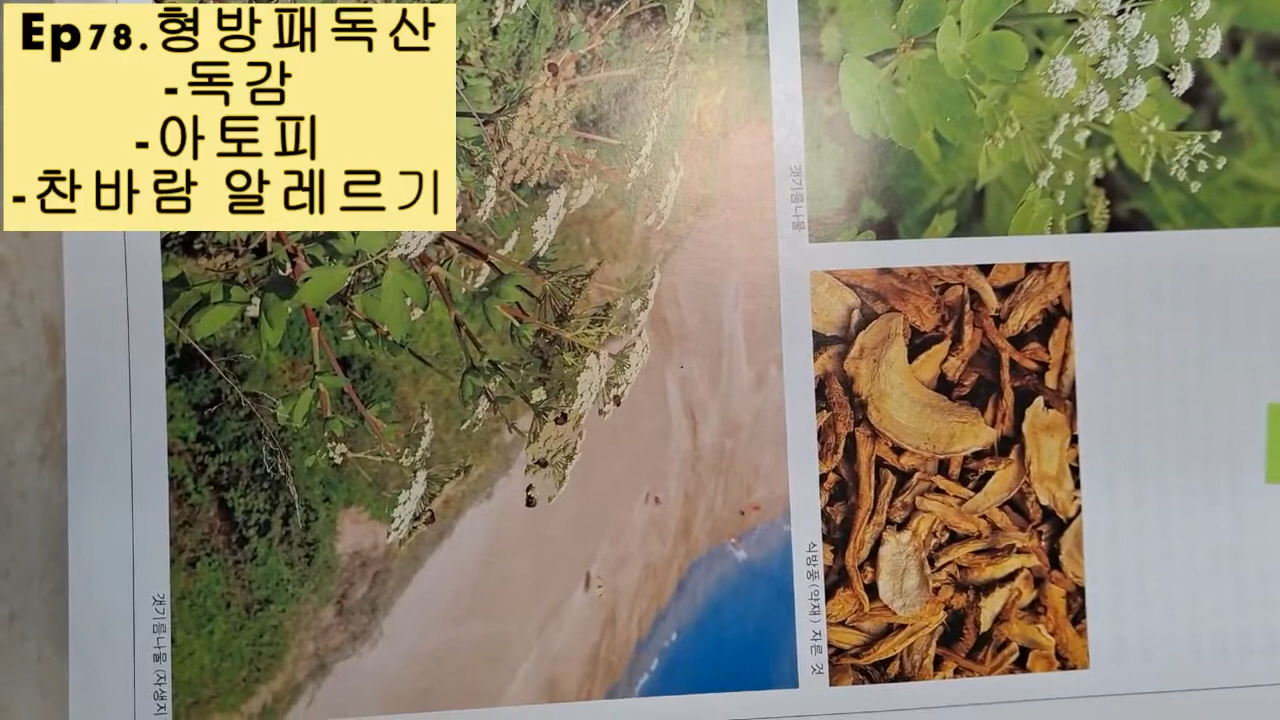 Ep78.형방패독산
-독감
-아토피
-찬바람 알레르기
갯기름나물
식방풍(약재) 자른 것
갯기름나물 (자생지